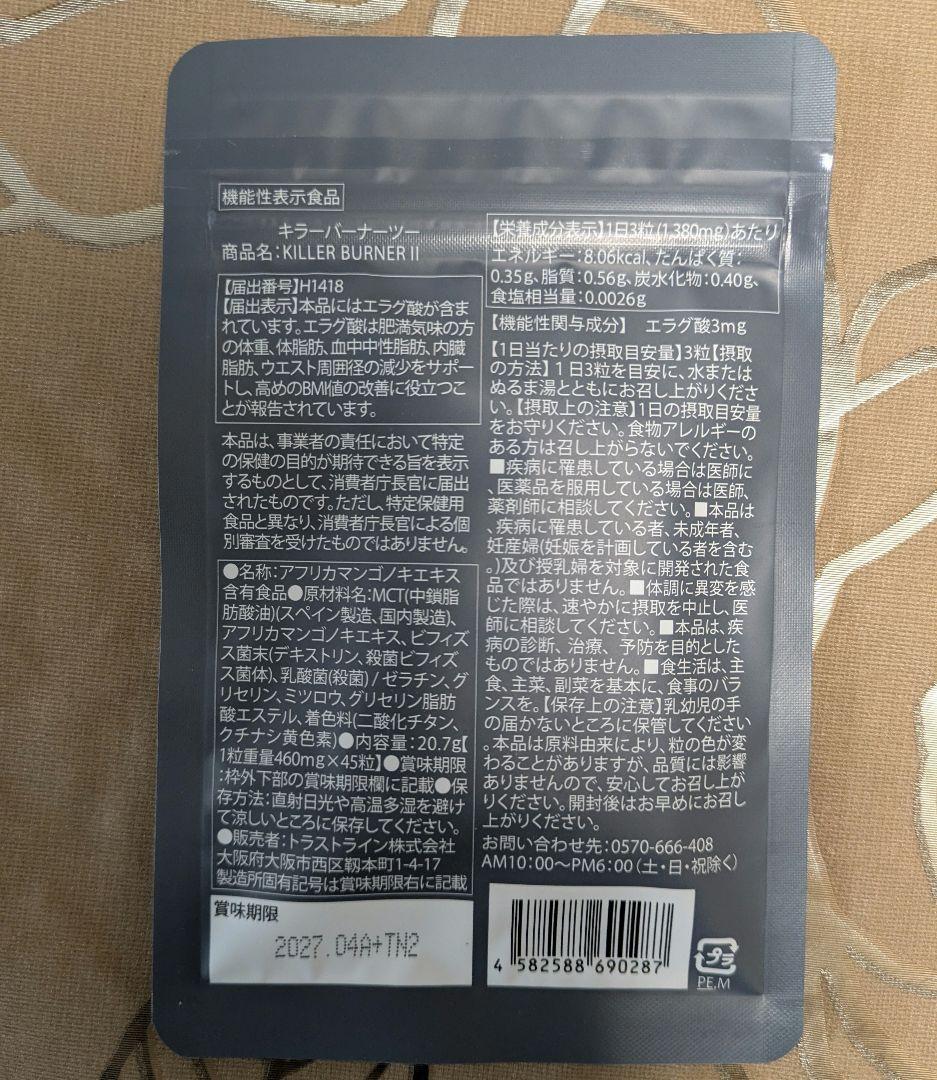 機能性表示食品
キラーバーナーツー
商品名:KILLER BURNERⅡ
【届出番号】H1418
【届出表示】本品にはエラグ酸が含ま
れています。エラグ酸は肥満気味の方
の体重、体脂肪、血中中性脂肪、内臓
脂肪、ウエスト周囲径の減少をサポー
トし、高めのBMI値の改善に役立つこ
とが報告されています。
本品は、事業者の責任において特定
の保健の目的が期待できる旨を表示
するものとして、消費者庁長官に届出
されたものです。ただし、特定保健用
食品と異なり、消費者庁長官による個
別審査を受けたものではありません。
●名称:アフリカマンゴノキエキス
含有食品●原材料名:MCT(中鎖脂
肪酸油)(スペイン製造、国内製造)、
アフリカマンゴノキエキス、ビフィズ
ス菌末(デキストリン、殺菌ビフィズ
ス菌体)、乳酸菌(殺菌)/ゼラチン、グ
リセリン、ミツロウ、グリセリン脂肪
酸エステル、着色料(二酸化チタン、
クチナシ黄色素)●内容量:20.7g【
1粒重量460mg×45粒】●賞味期限
:枠外下部の賞味期限欄に記載●保
存方法:直射日光や高温多湿を避け
て涼しいところに保存してください。
●販売者:トラストライン株式会社
大阪府大阪市西区靱本町1-4-17
製造所固有記号は賞味期限右に記載
賞味期限
2027.04A+TN2
【栄養成分表示】1日3粒(1,380mg)あたり
エネルギー:8.06kcal、たんぱく質:
0.35g、脂質:0.56g、炭水化物:0.40g、
食塩相当量:0.0026g
【機能性関与成分】 エラグ酸3mg
【1日当たりの摂取目安量】3粒【摂取
の方法】1日3粒を目安に、水または
ぬるま湯とともにお召し上がりくださ
い。【摂取上の注意】1日の摂取目安量
をお守りください。食物アレルギーの
ある方は召し上がらないでください。
■疾病に罹患している場合は医師に
、医薬品を服用している場合は医師、
薬剤師に相談してください。■本品は
、疾病に罹患している者、未成年者、
妊産婦(妊娠を計画している者を含む
。)及び授乳婦を対象に開発された食
品ではありません。■体調に異変を感
じた際は、速やかに摂取を中止し、医
師に相談してください。■本品は、疾
病の診断、治療、予防を目的とした
ものではありません。■食生活は、主
食、主菜、副菜を基本に、食事のバラ
ンスを。【保存上の注意】乳幼児の手
の届かないところに保管してください
。本品は原料由来により、粒の色が変
わることがありますが、品質には影響
ありませんので、安心してお召し上が
りください。開封後はお早めにお召し
上がりください。
お問い合わせ先:0570-666-408
AM10:00〜PM6:00(土・日・祝除く)
4 582588 690287
プラ
PE,M